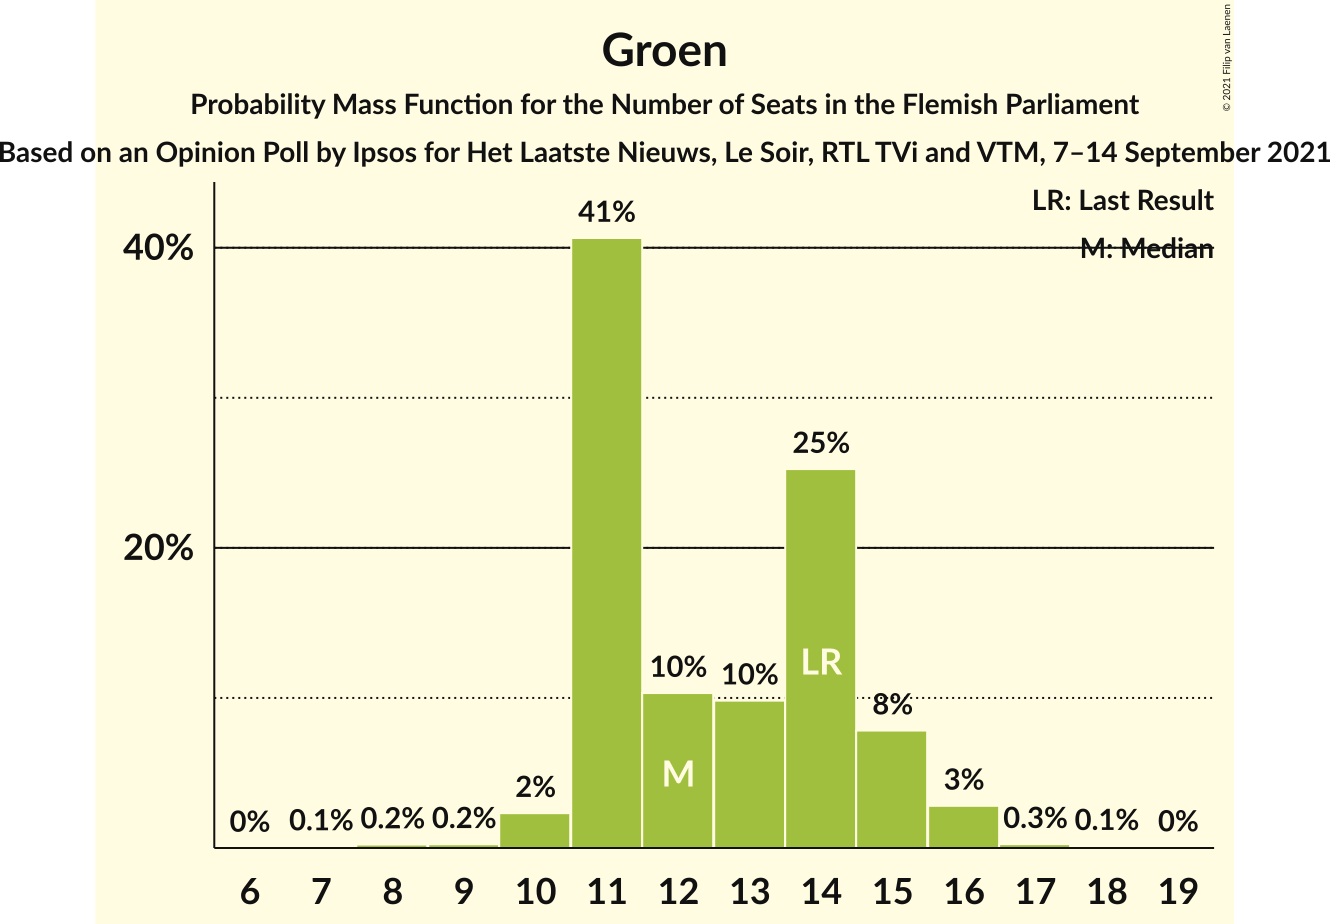 Groen
Probability Mass Function for the Number of Seats in the Flemish Parliament
Based on an Opinion Poll by Ipsos for Het Laatste Nieuws, Le Soir, RTL TVi and VTM, 7–14 September 2021
© 2021 Filip van Laenen
LR: Last Result
M: Median
40%
20%
0%
0.1%
0.2%
0.2%
2%
41%
10%
10%
25%
8%
3%
0.3%
0.1%
0%
M
LR
6 7 8 9 10 11 12 13 14 15 16 17 18 19